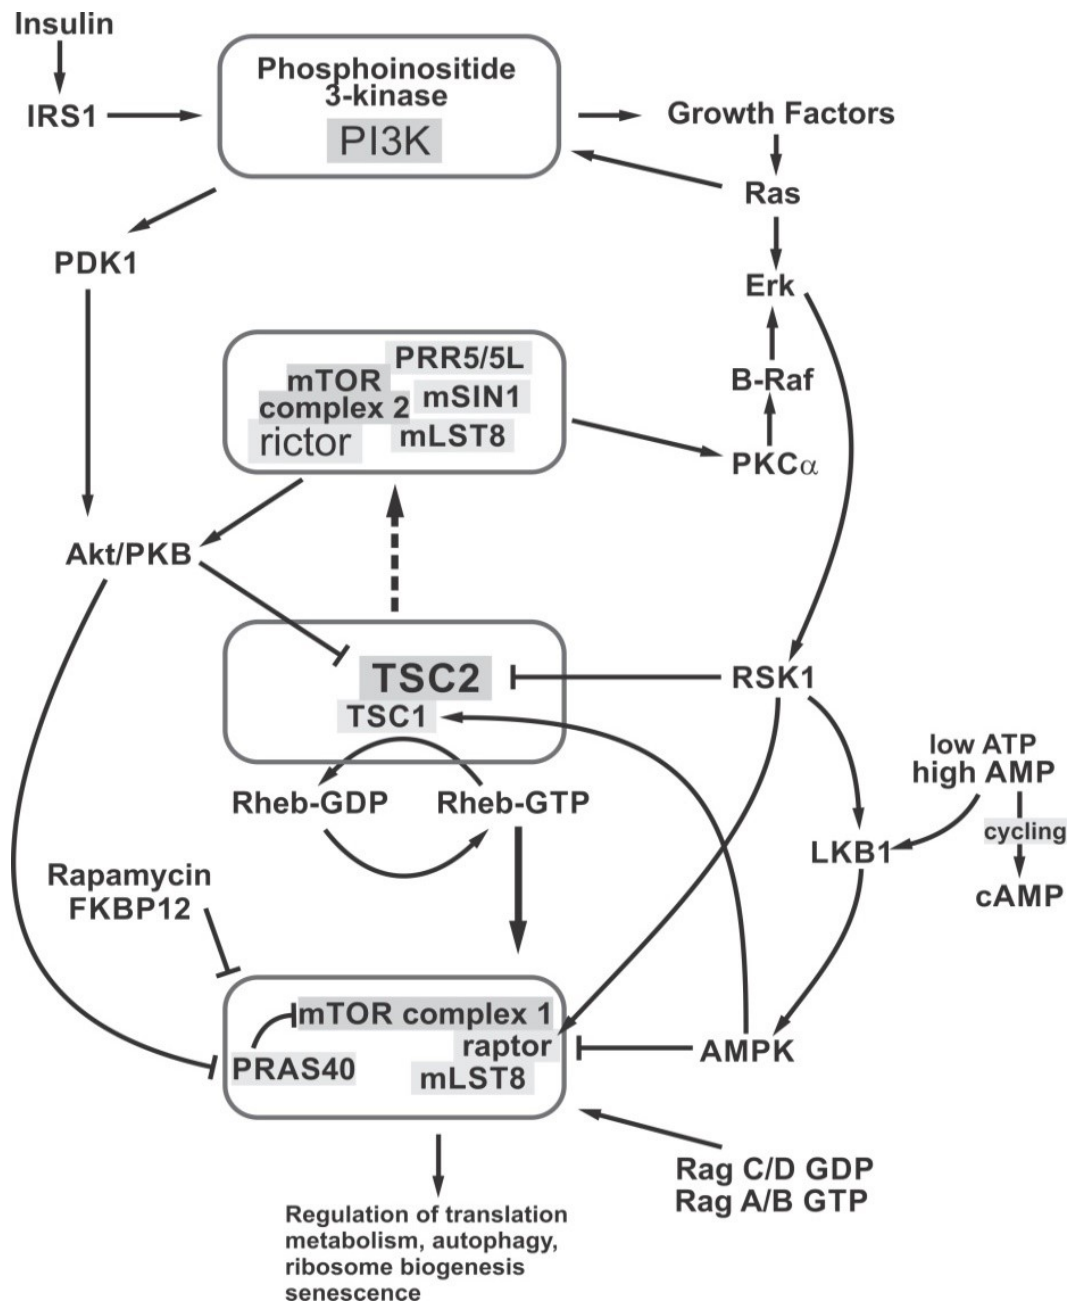 Insulin
IRS1
Phosphoinositide
3-kinase
PI3K
Growth Factors
Ras
PDK1
Erk
B-Raf
PKCα
mTOR
complex 2
rictor
PRR5/5L
mSIN1
mLST8
Akt/PKB
TSC2
TSC1
RSK1
low ATP
high AMP
cycling
cAMP
LKB1
Rheb-GDP
Rheb-GTP
Rapamycin
FKBP12
mTOR complex 1
raptor
PRAS40
mLST8
AMPK
Rag C/D GDP
Rag A/B GTP
Regulation of translation
metabolism, autophagy,
ribosome biogenesis
senescence